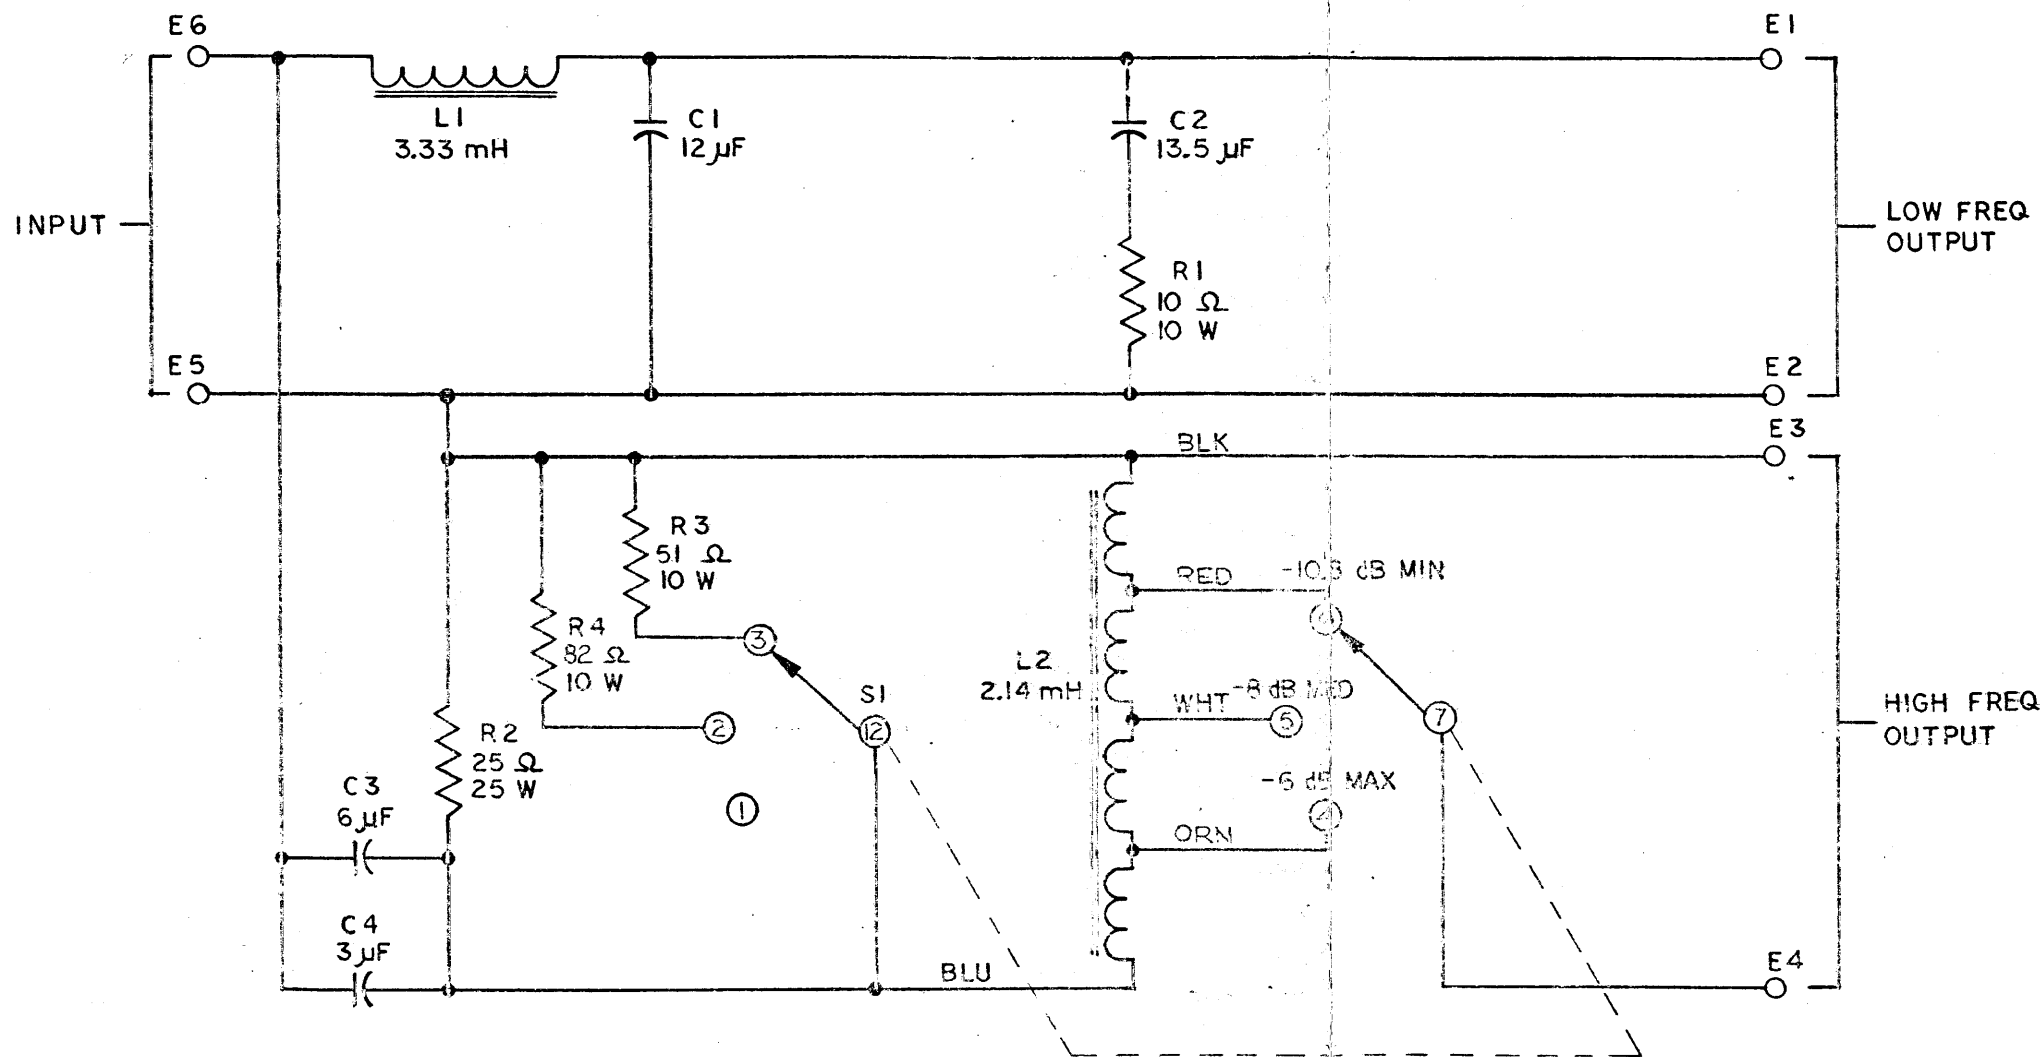 E6
E1
L1
3.33 mH
C1
12 µF
C2
13.5 µF
INPUT
LOW FREQ
OUTPUT
R1
10 Ω
10 W
E5
E2
E3
BLK
R3
51 Ω
10 W
RED
-10.8 dB MIN
R4
82 Ω
10 W
3
L2
2.14 mH
S1
WHT
-8 dB MED
2
12
5
7
HIGH FREQ
OUTPUT
R2
25 Ω
25 W
C3
6 µF
1
-6 dB MAX
4
ORN
C4
3 µF
BLU
E4